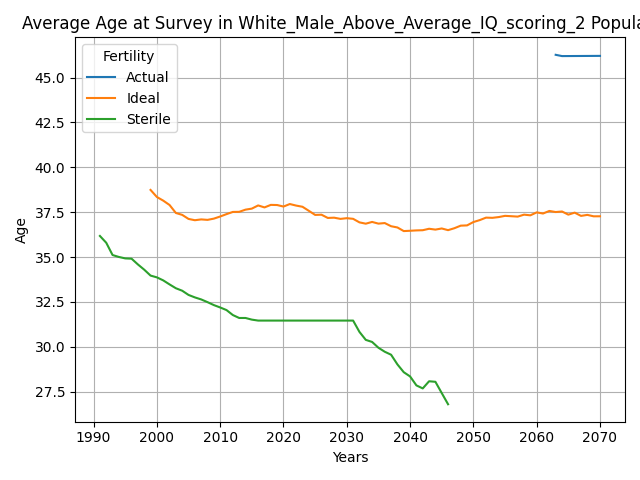 Average Age at Survey in White_Male_Above_Average_IQ_scoring_2 Popula
Fertility
Actual
Ideal
Sterile
45.0
42.5
40.0
37.5
35.0
32.5
30.0
27.5
Age
1990 2000 2010 2020 2030 2040 2050 2060 2070
Years